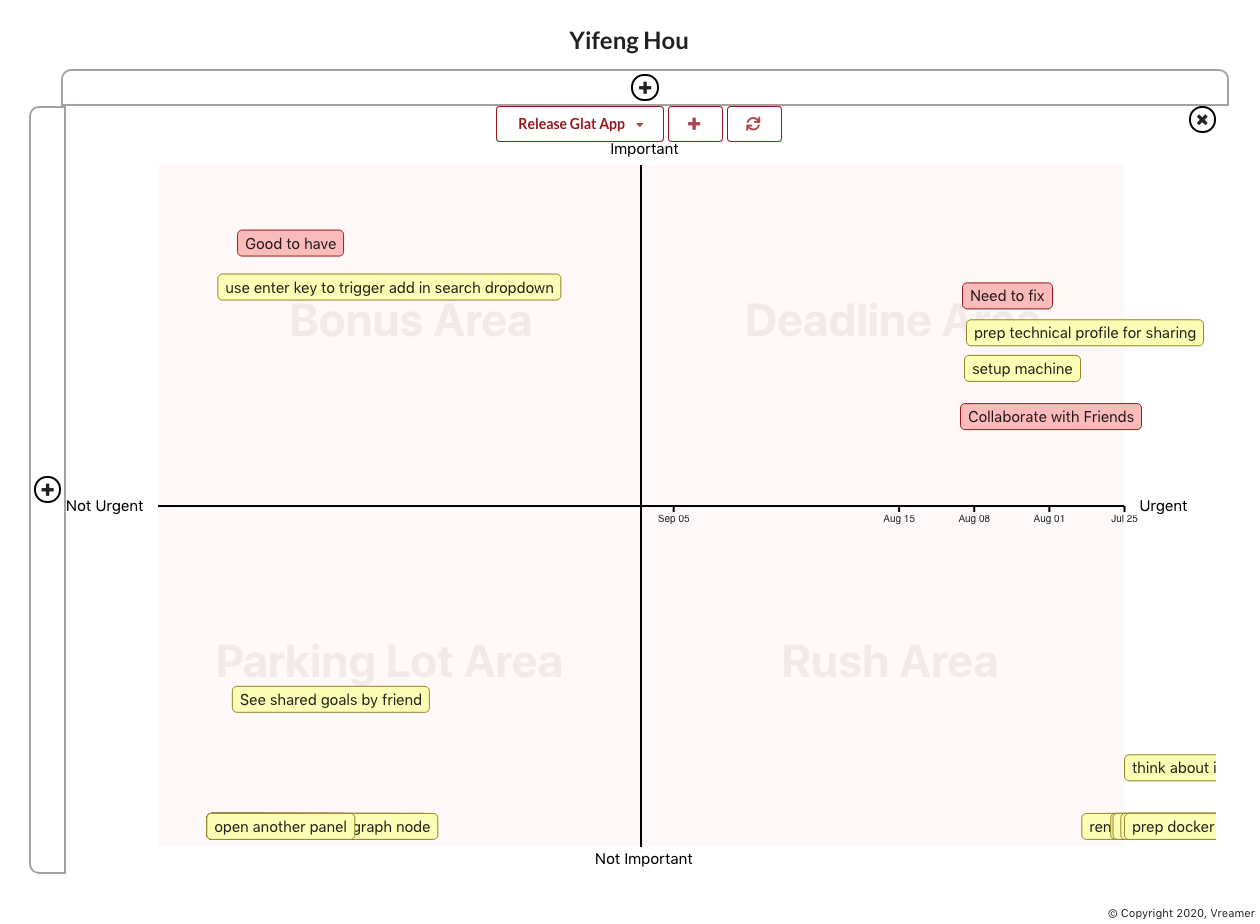 Yifeng Hou
Release Glat App
Important
Good to have
use enter key to trigger add in search dropdown
Bonus Area
Deadline Area
Need to fix
prep technical profile for sharing
setup machine
Collaborate with Friends
Not Urgent
Urgent
Sep 05
Aug 15
Aug 08
Aug 01
Jul 25
Parking Lot Area
Rush Area
See shared goals by friend
think about i
open another panel
graph node
ren
prep docker
Not Important
© Copyright 2020, Vreamer